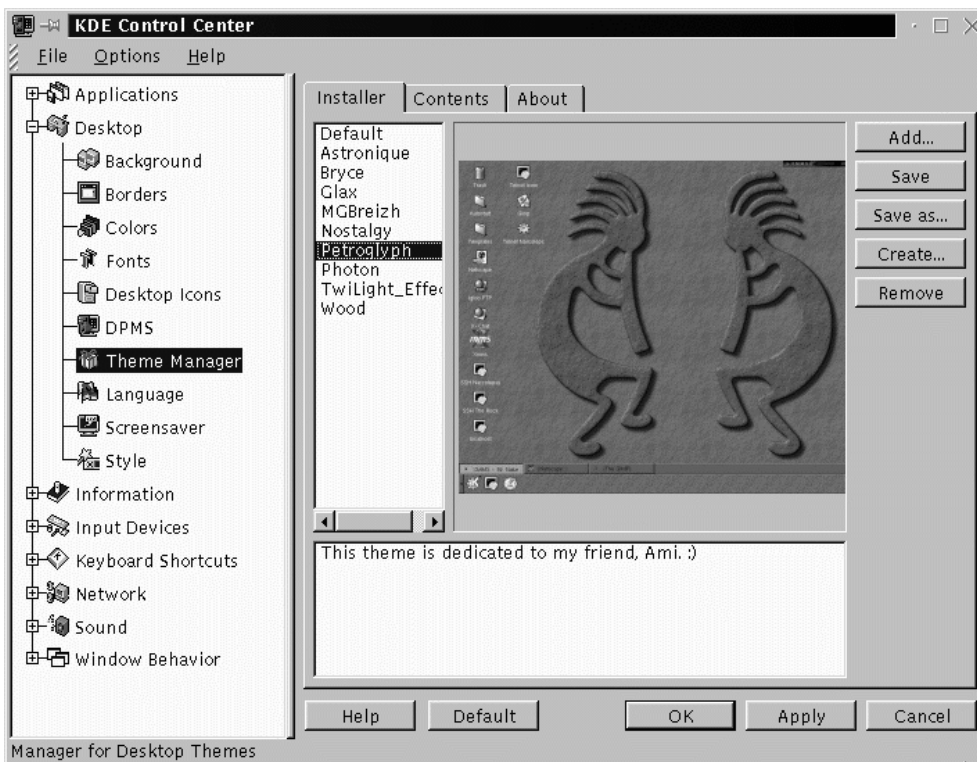 KDE Control Center
File Options Help
Applications
Desktop
Background
Borders
Colors
Fonts
Desktop Icons
DPMS
Theme Manager
Language
Screensaver
Style
Information
Input Devices
Keyboard Shortcuts
Network
Sound
Window Behavior
Installer Contents About
Default
Astronique
Bryce
Glax
MGBreizh
Nostalgy
Petroglyph
Photon
TwiLight_Effec
Wood
Trash
Add...
Save
Save as...
Create...
Remove
This theme is dedicated to my friend, Ami. :)
Help Default OK Apply Cancel
Manager for Desktop Themes